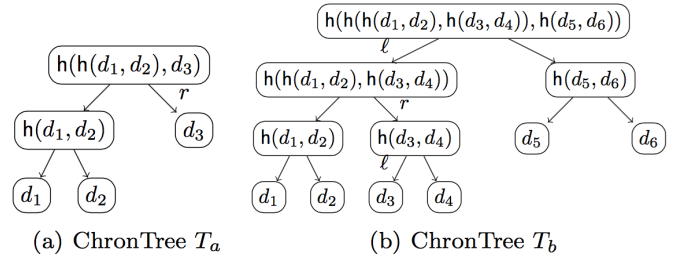 h(h(h(d₁, d₂), h(d₃, d₄)), h(d₅, d₆))
ℓ
h(h(d₁, d₂), d₃)
r
h(h(d₁, d₂), h(d₃, d₄))
r
h(d₅, d₆)
h(d₁, d₂)
d₃
h(d₁, d₂)
h(d₃, d₄)
ℓ
d₅
d₆
d₁
d₂
d₁
d₂
d₃
d₄
(a) ChronTree Tₐ
(b) ChronTree T_b